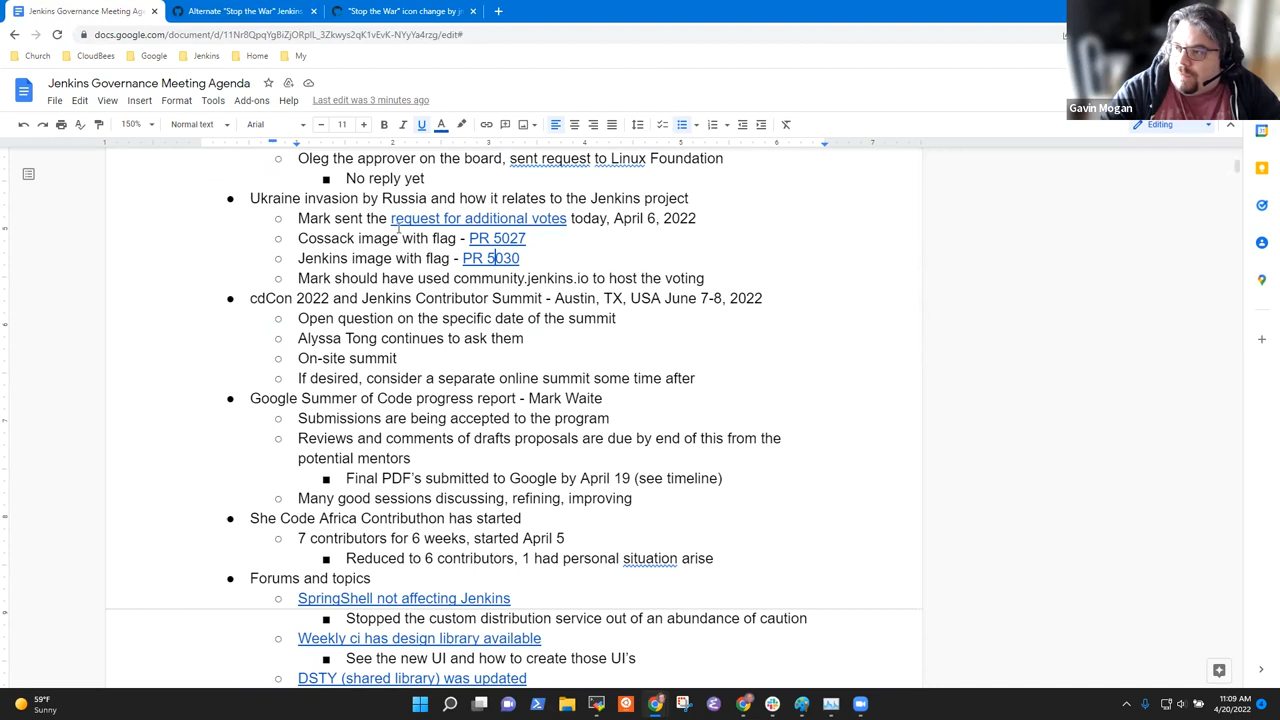 Jenkins Governance Meeting Age
Alternate "Stop the War" Jenkins
"Stop the War" icon change by jm
docs.google.com/document/d/11Nr8QpqYgBiZjORplL_3Zkwys2qK1vEvK-NYyYa4rzg/edit#
Church
CloudBees
Google
Jenkins
Home
My
Gavin Mogan
Jenkins Governance Meeting Agenda
File Edit View Insert Format Tools Add-ons Help Last edit was 3 minutes ago
150% Normal text Arial 11 Editing
1 2 3 4 5 6 7
Oleg the approver on the board, sent request to Linux Foundation
No reply yet
Ukraine invasion by Russia and how it relates to the Jenkins project
Mark sent the request for additional votes today, April 6, 2022
Cossack image with flag - PR 5027
Jenkins image with flag - PR 5030
Mark should have used community.jenkins.io to host the voting
cdCon 2022 and Jenkins Contributor Summit - Austin, TX, USA June 7-8, 2022
Open question on the specific date of the summit
Alyssa Tong continues to ask them
On-site summit
If desired, consider a separate online summit some time after
Google Summer of Code progress report - Mark Waite
Submissions are being accepted to the program
Reviews and comments of drafts proposals are due by end of this from the
potential mentors
Final PDF's submitted to Google by April 19 (see timeline)
Many good sessions discussing, refining, improving
She Code Africa Contributhon has started
7 contributors for 6 weeks, started April 5
Reduced to 6 contributors, 1 had personal situation arise
Forums and topics
SpringShell not affecting Jenkins
Stopped the custom distribution service out of an abundance of caution
Weekly ci has design library available
See the new UI and how to create those UI's
DSTY (shared library) was updated
59°F
Sunny
11:09 AM
4/20/2022